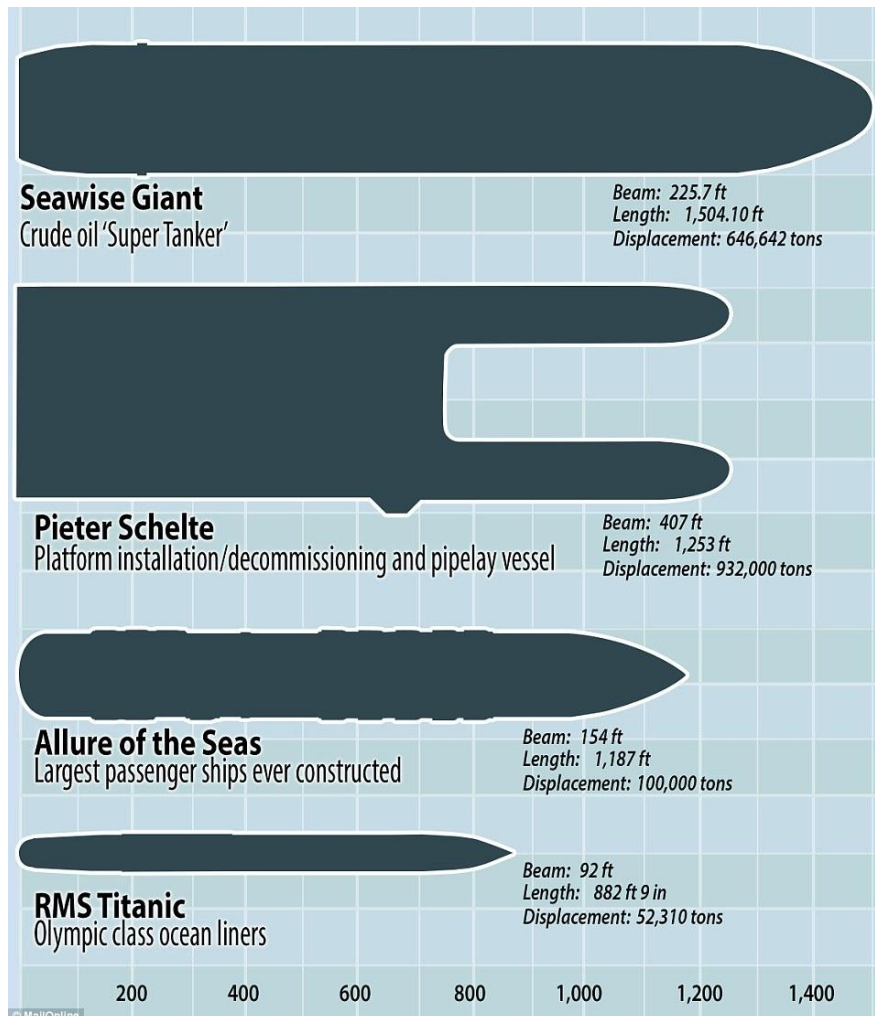 Seawise Giant
Crude oil ‘Super Tanker’
Beam: 225.7 ft
Length: 1,504.10 ft
Displacement: 646,642 tons
Pieter Schelte
Platform installation/decommissioning and pipelay vessel
Beam: 407 ft
Length: 1,253 ft
Displacement: 932,000 tons
Allure of the Seas
Largest passenger ships ever constructed
Beam: 154 ft
Length: 1,187 ft
Displacement: 100,000 tons
RMS Titanic
Olympic class ocean liners
Beam: 92 ft
Length: 882 ft 9 in
Displacement: 52,310 tons
200 400 600 800 1,000 1,200 1,400
© MailOnline